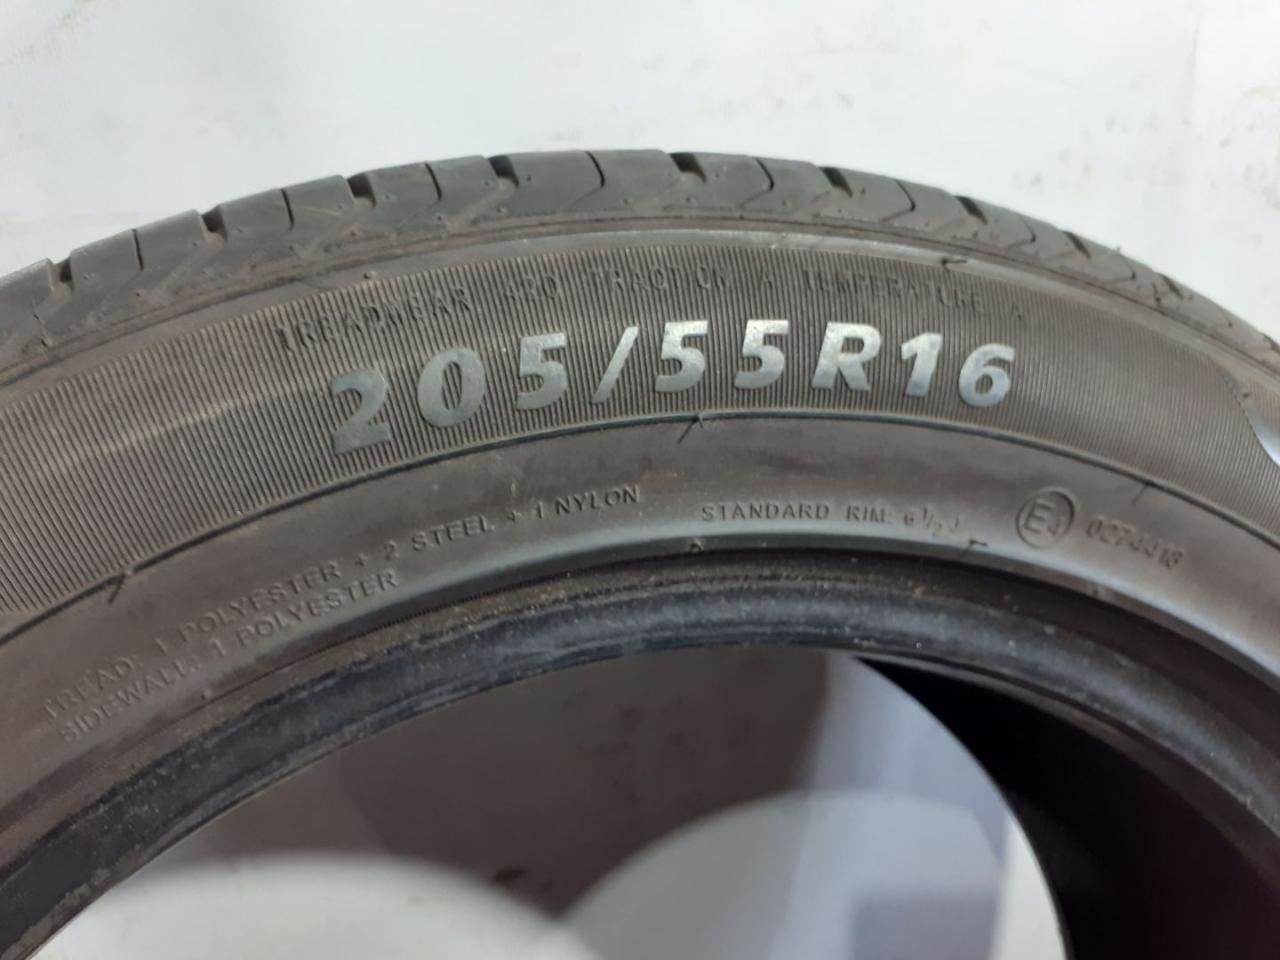 TREADWEAR 420 TRACTION A TEMPERATURE A
205/55R16
TREAD: 1 POLYESTER + 2 STEEL + 1 NYLON
SIDEWALL: 1 POLYESTER
STANDARD RIM: 6 1/2 J
E4